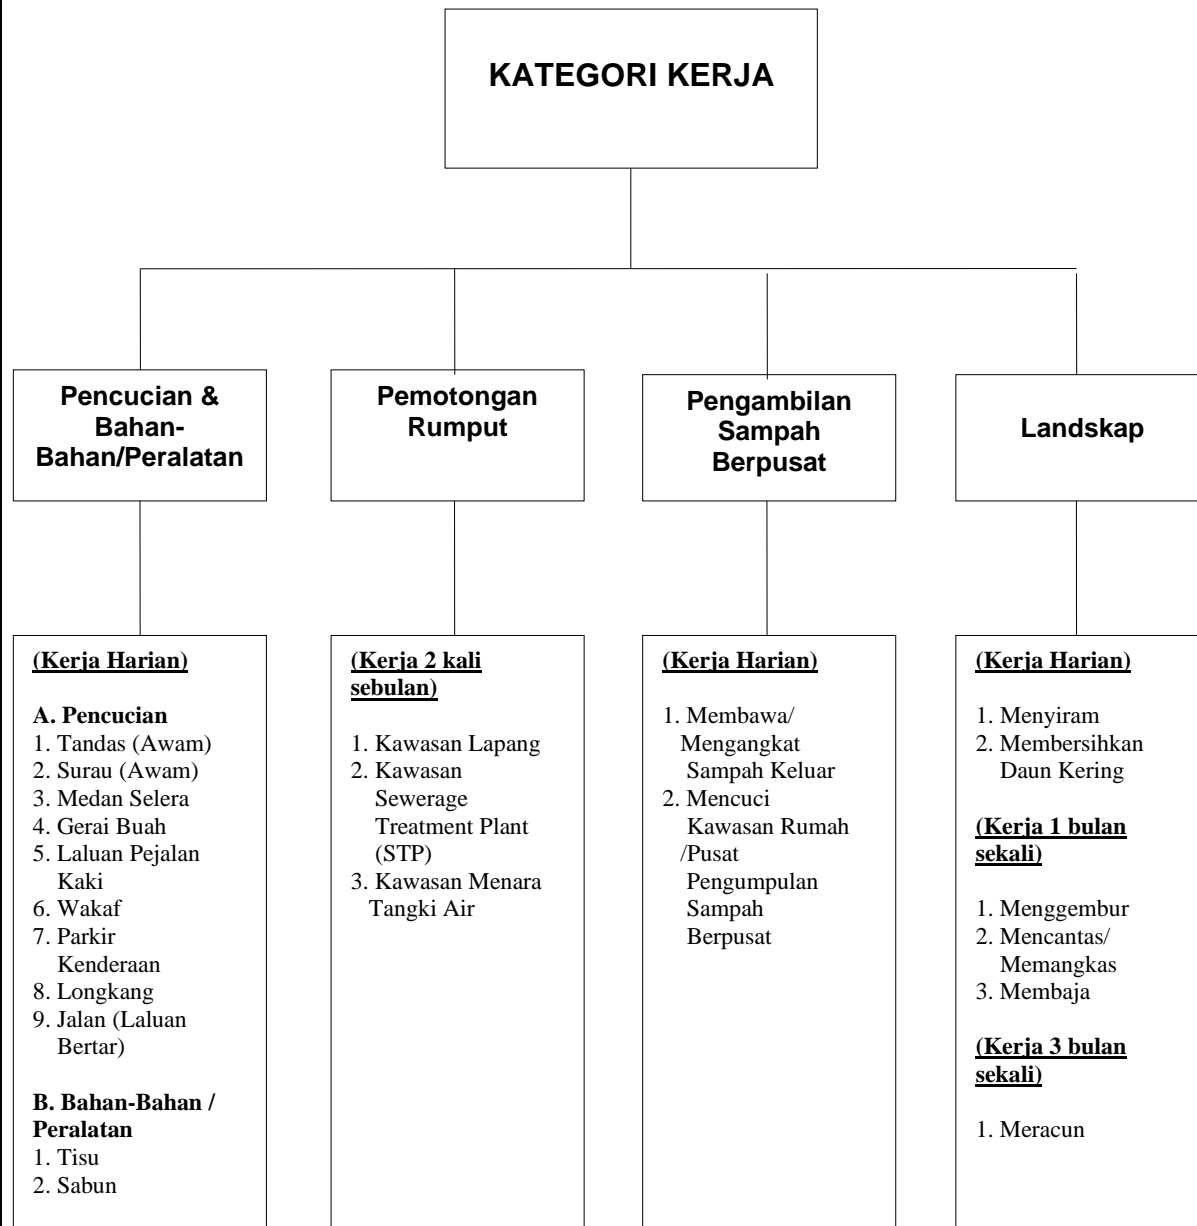 KATEGORI KERJA
Pencucian &
Bahan-
Bahan/Peralatan
Pemotongan
Rumput
Pengambilan
Sampah
Berpusat
Landskap
(Kerja Harian)
A. Pencucian
1. Tandas (Awam)
2. Surau (Awam)
3. Medan Selera
4. Gerai Buah
5. Laluan Pejalan
Kaki
6. Wakaf
7. Parkir
Kenderaan
8. Longkang
9. Jalan (Laluan
Bertar)
B. Bahan-Bahan /
Peralatan
1. Tisu
2. Sabun
(Kerja 2 kali
sebulan)
1. Kawasan Lapang
2. Kawasan
Sewerage
Treatment Plant
(STP)
3. Kawasan Menara
Tangki Air
(Kerja Harian)
1. Membawa/
Mengangkat
Sampah Keluar
2. Mencuci
Kawasan Rumah
/Pusat
Pengumpulan
Sampah
Berpusat
(Kerja Harian)
1. Menyiram
2. Membersihkan
Daun Kering
(Kerja 1 bulan
sekali)
1. Menggembur
2. Mencantas/
Memangkas
3. Membaja
(Kerja 3 bulan
sekali)
1. Meracun